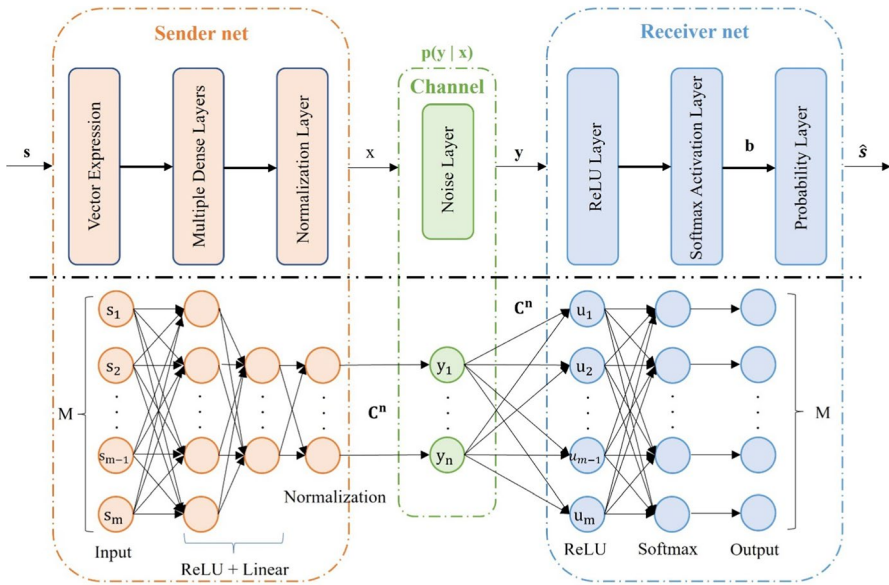 Sender net
Receiver net
p(y | x)
Channel
s
Vector Expression
Multiple Dense Layers
Normalization Layer
x
Noise Layer
y
ReLU Layer
Softmax Activation Layer
b
Probability Layer
ŝ
M
s₁
s₂
sₘ₋₁
sₘ
Input
ReLU + Linear
Normalization
Cⁿ
y₁
yₙ
Cⁿ
u₁
u₂
uₘ₋₁
uₘ
ReLU
Softmax
Output
M